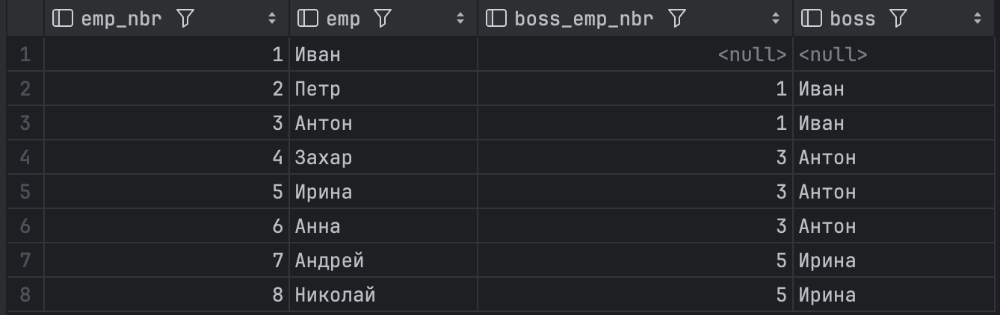 emp_nbr emp boss_emp_nbr boss
1 1 Иван <null> <null>
2 2 Петр 1 Иван
3 3 Антон 1 Иван
4 4 Захар 3 Антон
5 5 Ирина 3 Антон
6 6 Анна 3 Антон
7 7 Андрей 5 Ирина
8 8 Николай 5 Ирина